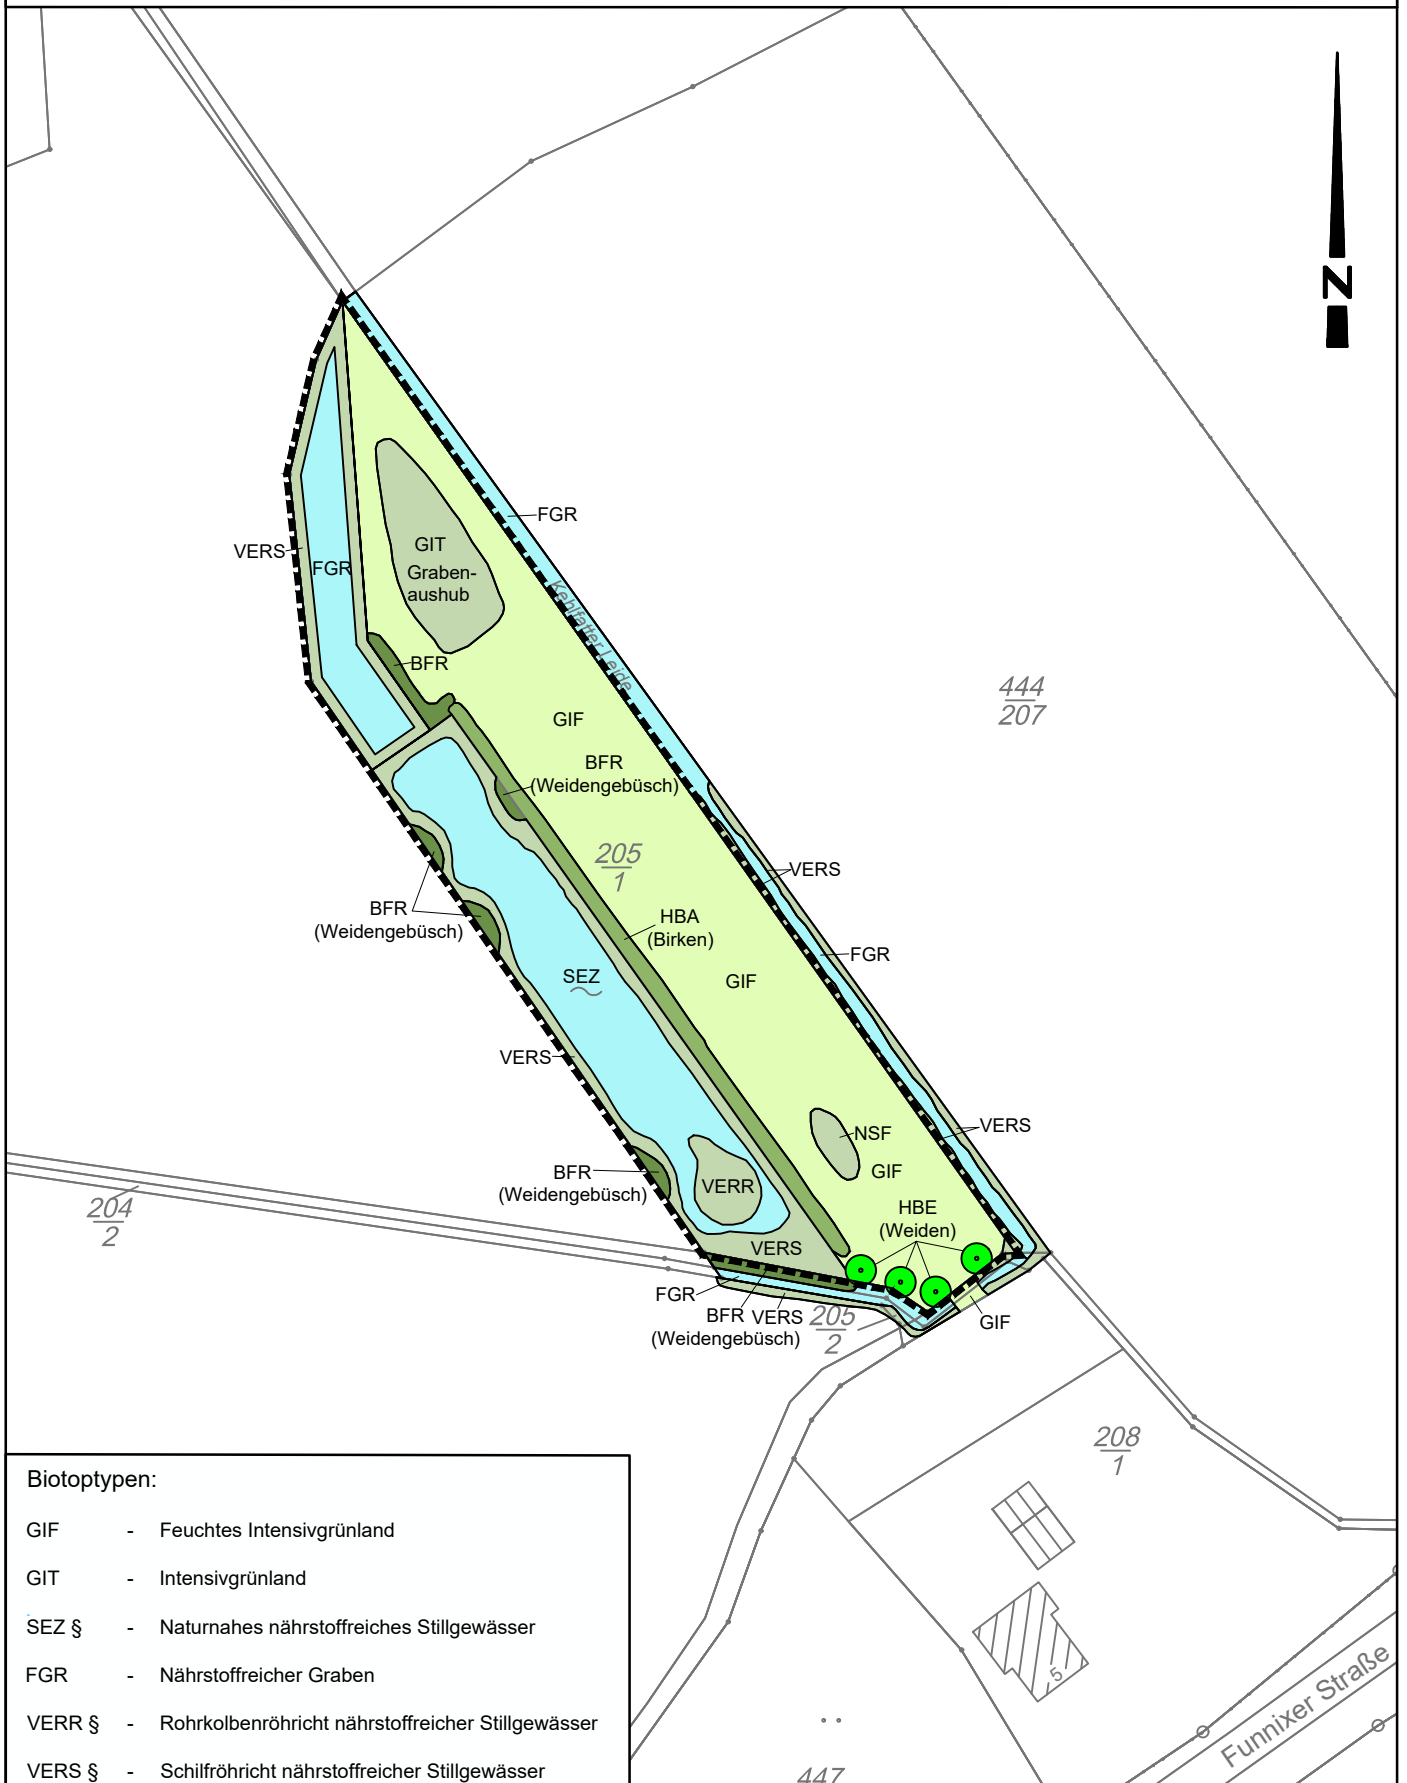 N
FGR
VERS
FGR
GIT
Graben-
aushub
Kehlfatter Leide
BFR
444
207
GIF
BFR
(Weidengebüsch)
205
1
VERS
BFR
(Weidengebüsch)
HBA
(Birken)
FGR
SEZ
GIF
VERS
NSF
VERS
GIF
BFR
(Weidengebüsch)
VERR
204
2
HBE
(Weiden)
VERS
FGR
BFR
(Weidengebüsch)
VERS
205
2
GIF
208
1
5
Funnixer Straße
447
Biotoptypen:
GIF - Feuchtes Intensivgrünland
GIT - Intensivgrünland
SEZ § - Naturnahes nährstoffreiches Stillgewässer
FGR - Nährstoffreicher Graben
VERR § - Rohrkolbenröhricht nährstoffreicher Stillgewässer
VERS § - Schilfröhricht nährstoffreicher Stillgewässer